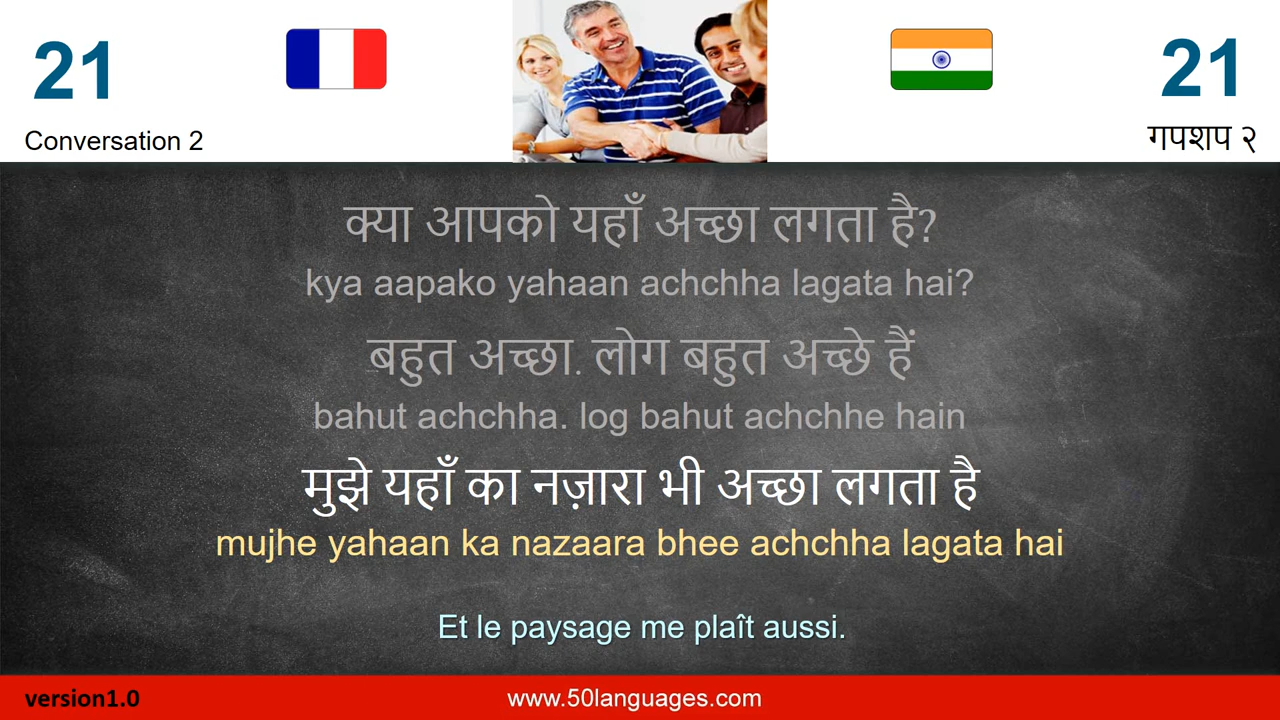 21
21
Conversation 2
गपशप २
क्या आपको यहाँ अच्छा लगता है?
kya aapako yahaan achchha lagata hai?
बहुत अच्छा. लोग बहुत अच्छे हैं
bahut achchha. log bahut achchhe hain
मुझे यहाँ का नज़ारा भी अच्छा लगता है
mujhe yahaan ka nazaara bhee achchha lagata hai
Et le paysage me plaît aussi.
version1.0
www.50languages.com